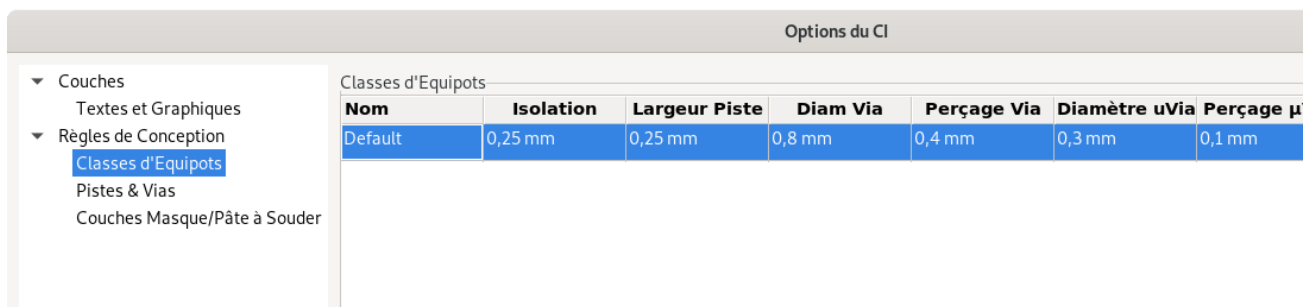 Options du CI
Couches
Textes et Graphiques
Règles de Conception
Classes d'Equipots
Pistes & Vias
Couches Masque/Pâte à Souder
Classes d'Equipots
Nom Isolation Largeur Piste Diam Via Perçage Via Diamètre uVia Perçage
Default 0,25 mm 0,25 mm 0,8 mm 0,4 mm 0,3 mm 0,1 mm